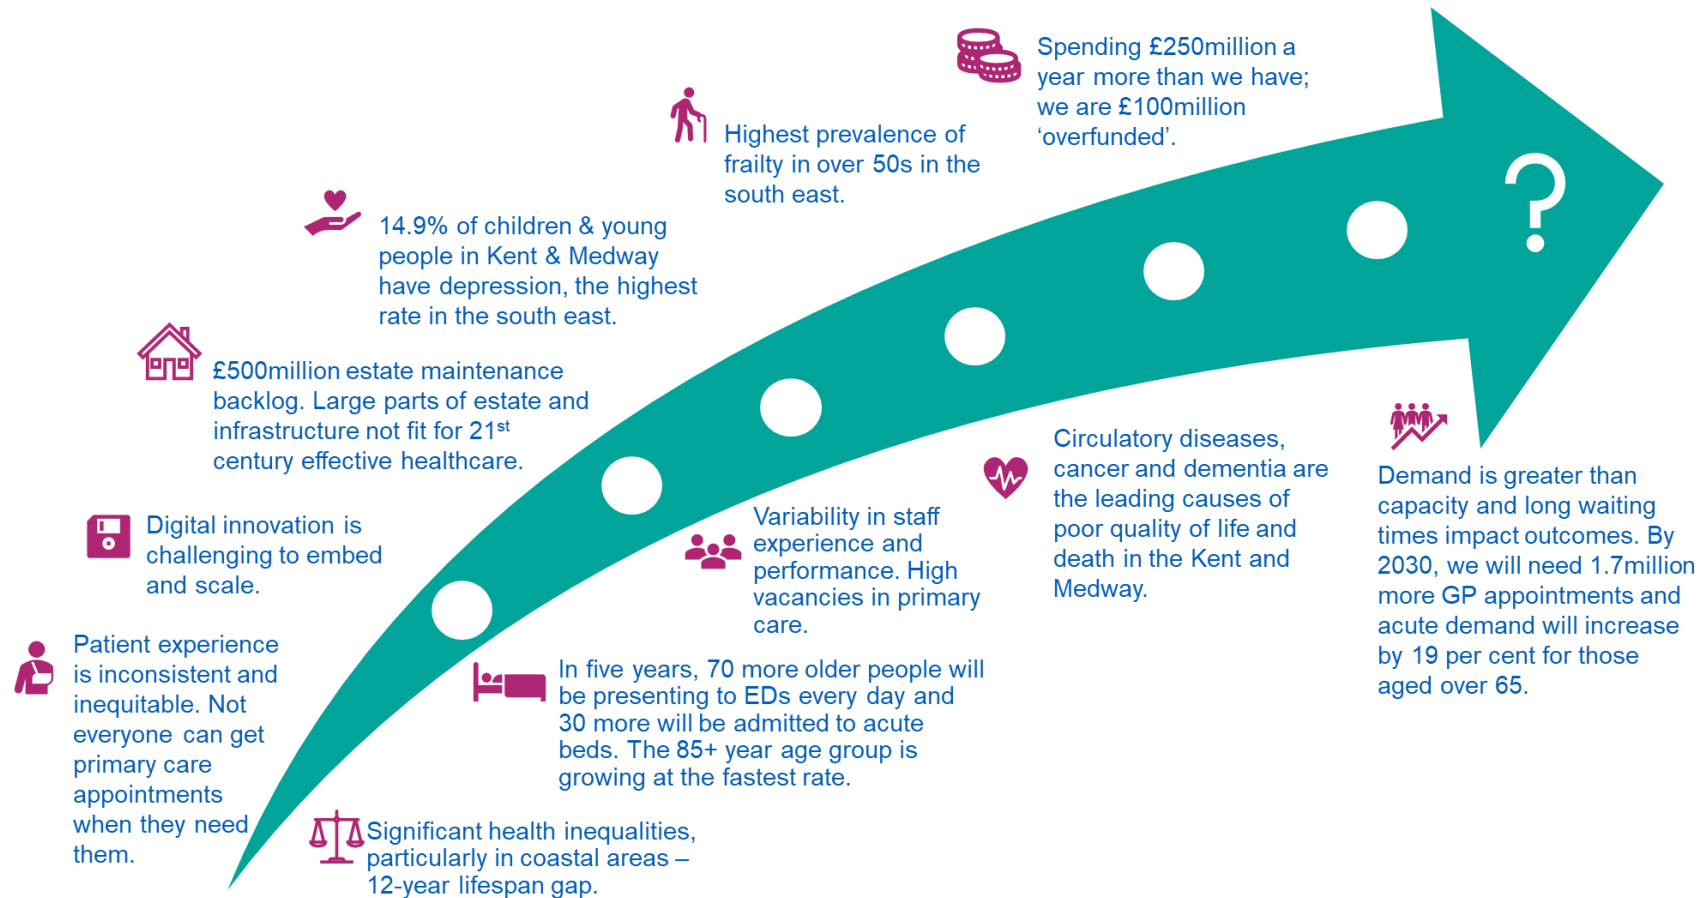 Spending £250million a
year more than we have;
we are £100million
‘overfunded’.
Highest prevalence of
frailty in over 50s in the
south east.
14.9% of children & young
people in Kent & Medway
have depression, the highest
rate in the south east.
£500million estate maintenance
backlog. Large parts of estate and
infrastructure not fit for 21st
century effective healthcare.
Digital innovation is
challenging to embed
and scale.
Patient experience
is inconsistent and
inequitable. Not
everyone can get
primary care
appointments
when they need
them.
?
Significant health inequalities,
particularly in coastal areas –
12-year lifespan gap.
In five years, 70 more older people will
be presenting to EDs every day and
30 more will be admitted to acute
beds. The 85+ year age group is
growing at the fastest rate.
Variability in staff
experience and
performance. High
vacancies in primary
care.
Circulatory diseases,
cancer and dementia are
the leading causes of
poor quality of life and
death in the Kent and
Medway.
Demand is greater than
capacity and long waiting
times impact outcomes. By
2030, we will need 1.7million
more GP appointments and
acute demand will increase
by 19 per cent for those
aged over 65.